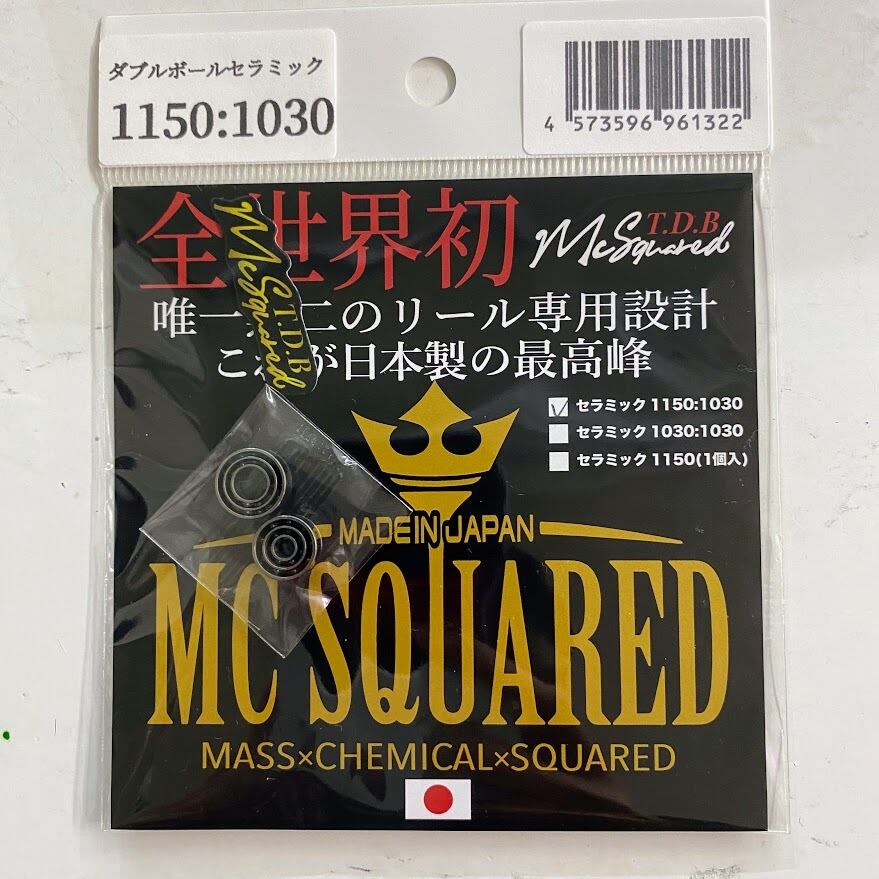 ダブルボールセラミック
1150:1030
4 573596 961322
全世界初
T.D.B
McSquared
McSquared
T.D.B
唯一 二のリール専用設計
こ が日本製の最高峰
セラミック 1150:1030
セラミック 1030:1030
セラミック 1150(1個入)
MADE IN JAPAN
MC SQUARED
MASS×CHEMICAL×SQUARED